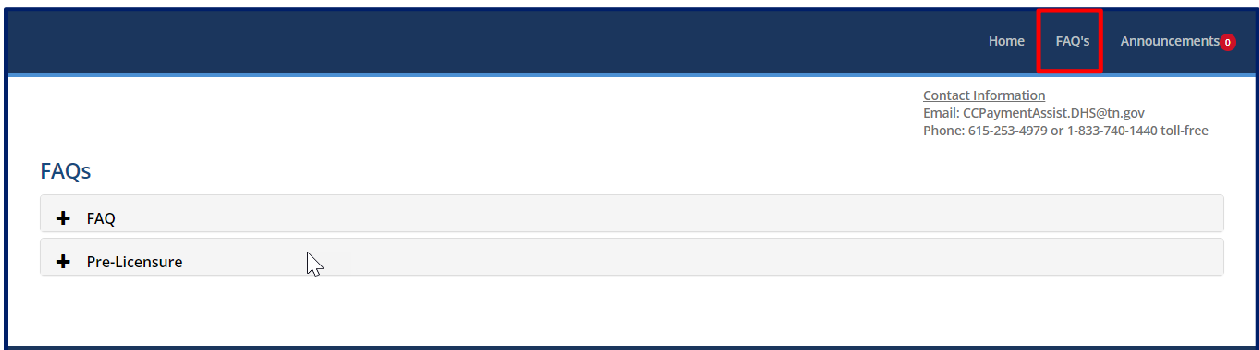 Home FAQ's Announcements 0
Contact Information
Email: CCPaymentAssist.DHS@tn.gov
Phone: 615-253-4979 or 1-833-740-1440 toll-free
FAQs
FAQ
Pre-Licensure